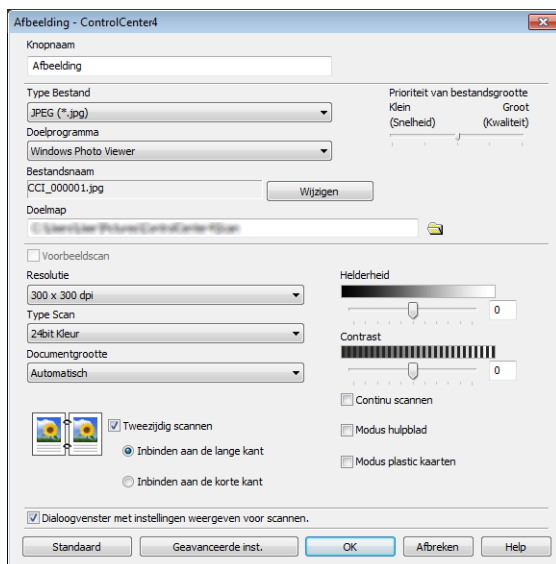 Afbeelding - ControlCenter4
Knopnaam
Afbeelding
Type Bestand
JPEG (*.jpg)
Prioriteit van bestandsgrootte
Klein Groot
(Snelheid) (Kwaliteit)
Doelprogramma
Windows Photo Viewer
Bestandsnaam
CCI_000001.jpg
Wijzigen
Doelmap
Voorbeeldscan
Resolutie
300 x 300 dpi
Type Scan
24bit Kleur
Documentgrootte
Automatisch
Helderheid
0
Contrast
0
Tweezijdig scannen
Inbinden aan de lange kant
Inbinden aan de korte kant
Continu scannen
Modus hulpblad
Modus plastic kaarten
Dialoogvenster met instellingen weergeven voor scannen.
Standaard
Geavanceerde inst.
OK
Afbreken
Help